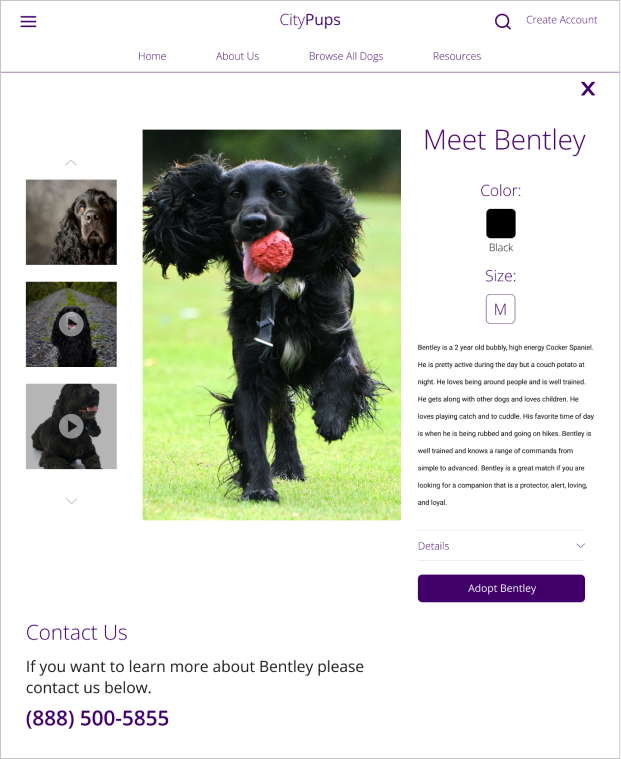 CityPups
Create Account
Home
About Us
Browse All Dogs
Resources
X
Meet Bentley
Color:
Black
Size:
M
Bentley is a 2 year old bubbly, high energy Cocker Spaniel.
He is pretty active during the day but a couch potato at
night. He loves being around people and is well trained.
He gets along with other dogs and loves children. He
loves playing catch and to cuddle. His favorite time of day
is when he is being rubbed and going on hikes. Bentley is
well trained and knows a range of commands from
simple to advanced. Bentley is a great match if you are
looking for a companion that is a protector, alert, loving,
and loyal.
Details
Adopt Bentley
Contact Us
If you want to learn more about Bentley please
contact us below.
(888) 500-5855